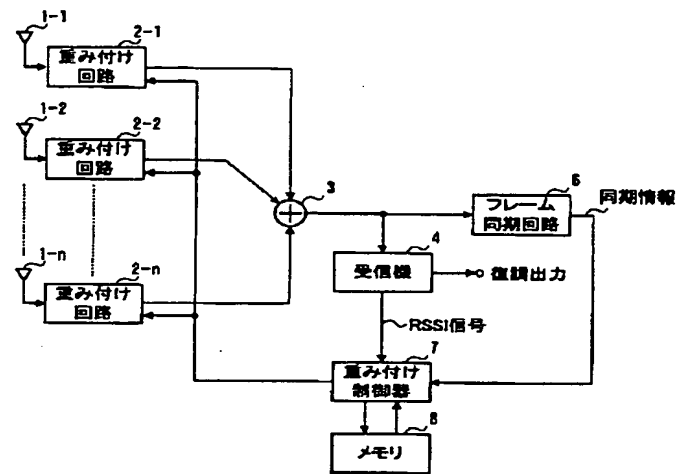 1-1
2-1
重み付け
回路
1-2
2-2
重み付け
回路
3
6
フレーム
同期回路
同期情報
4
受信機
復調出力
1-n
2-n
重み付け
回路
RSSI信号
7
重み付け
制御器
8
メモリ